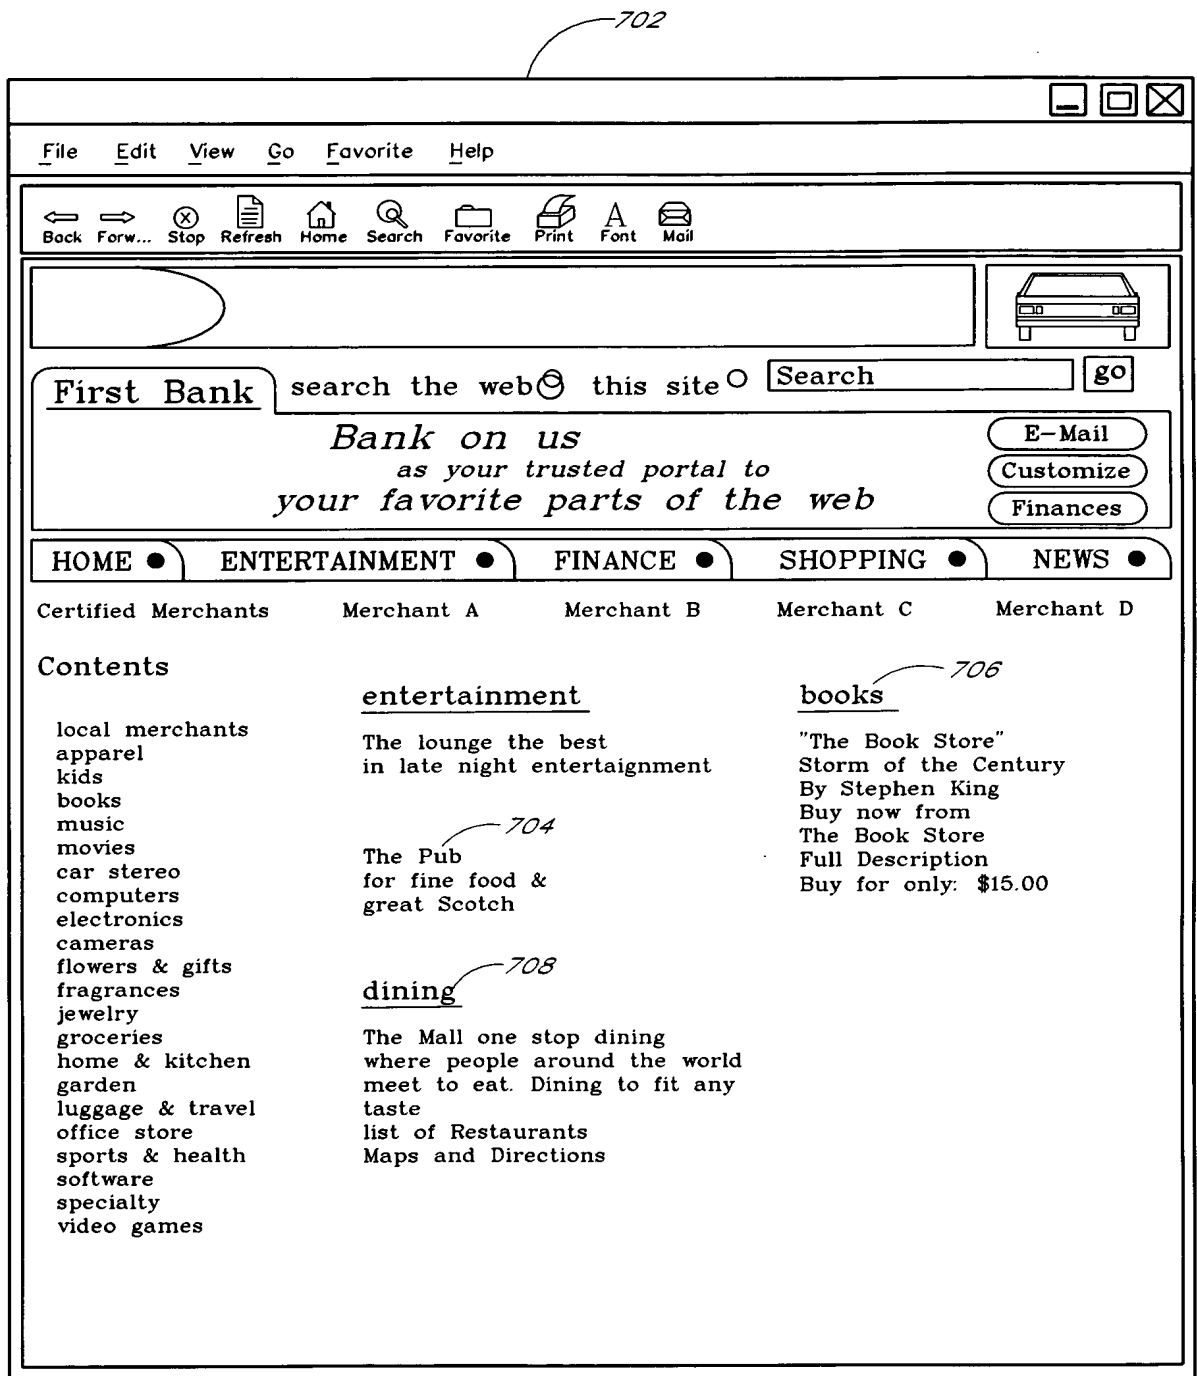 702
File Edit View Go Favorite Help
Back Forw... Stop Refresh Home Search Favorite Print Font Mail
First Bank search the web this site Search go
Bank on us
as your trusted portal to
your favorite parts of the web
E-Mail
Customize
Finances
HOME ENTERTAINMENT FINANCE SHOPPING NEWS
Certified Merchants Merchant A Merchant B Merchant C Merchant D
Contents
local merchants
apparel
kids
books
music
movies
car stereo
computers
electronics
cameras
flowers & gifts
fragrances
jewelry
groceries
home & kitchen
garden
luggage & travel
office store
sports & health
software
specialty
video games
entertainment
The lounge the best
in late night entertaignment
704
The Pub
for fine food &
great Scotch
708
dining
The Mall one stop dining
where people around the world
meet to eat. Dining to fit any
taste
list of Restaurants
Maps and Directions
706
books
"The Book Store"
Storm of the Century
By Stephen King
Buy now from
The Book Store
Full Description
Buy for only: $15.00